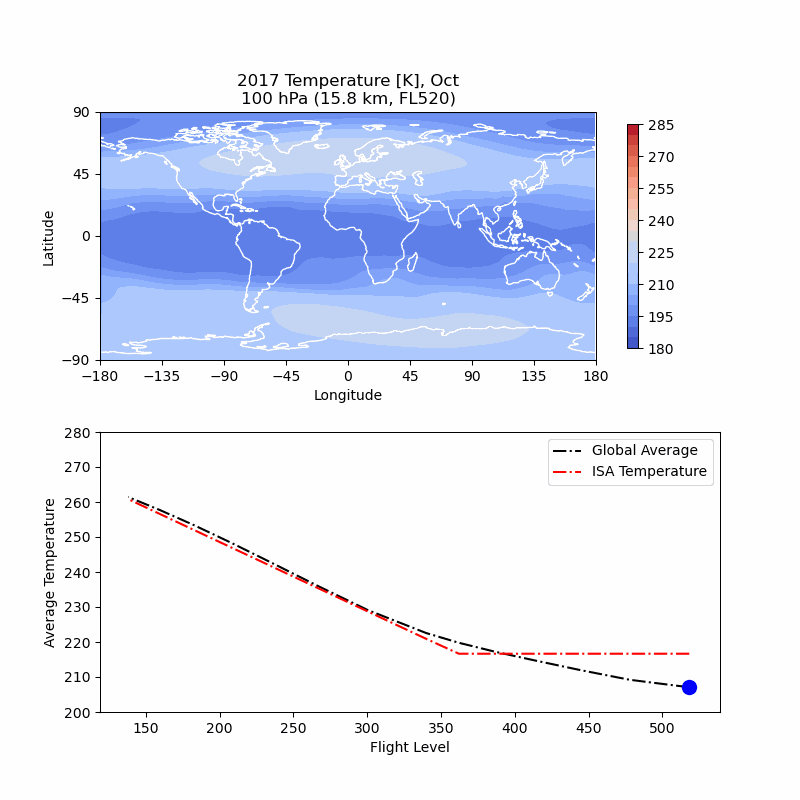 2017 Temperature [K], Oct
100 hPa (15.8 km, FL520)
90
45
0
−45
−90
Latitude
−180 −135 −90 −45 0 45 90 135 180
Longitude
285
270
255
240
225
210
195
180
280
270
260
250
240
230
220
210
200
Average Temperature
Global Average
ISA Temperature
150 200 250 300 350 400 450 500
Flight Level